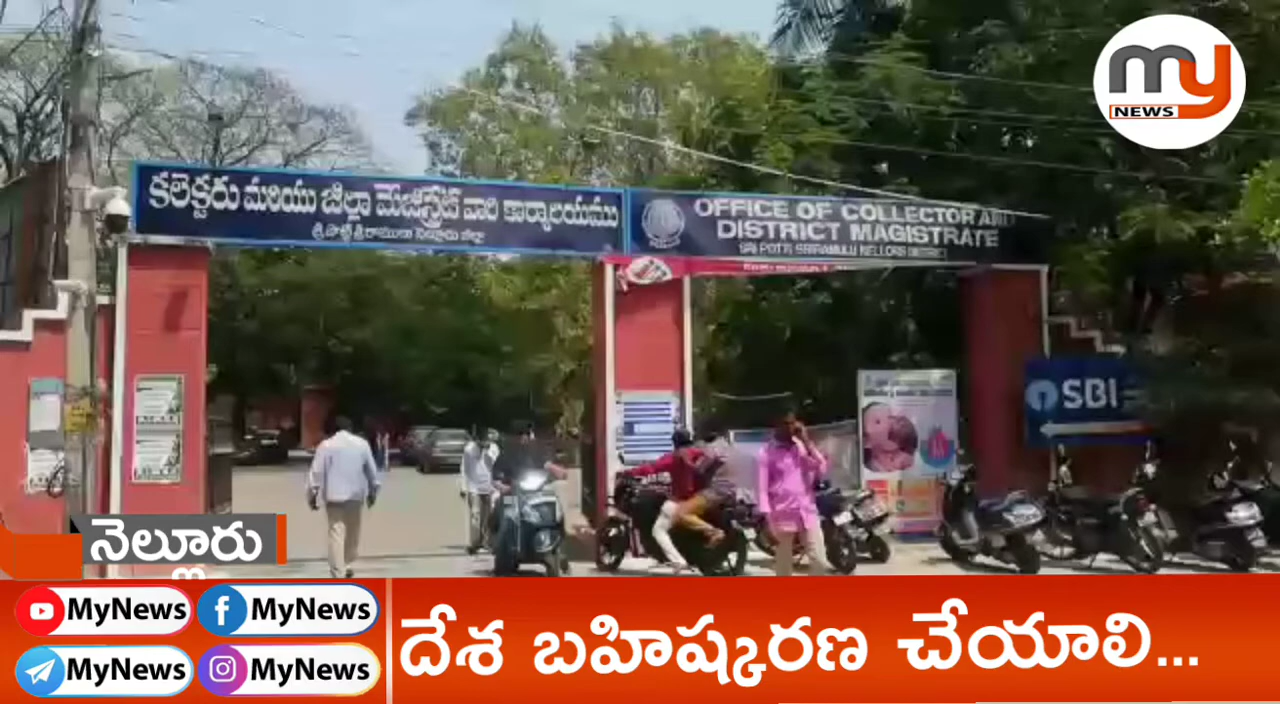 my
NEWS
కలెక్టరు మరియు జిల్లా మెజిస్ట్రేట్ వారి కార్యాలయము
శ్రీ పొట్టి శ్రీ రాములు నెల్లూరు జిల్లా
OFFICE OF COLLECTOR AND
DISTRICT MAGISTRATE
SRI POTTI SRIRAMULU NELLORE DISTRICT
SBI
నెల్లూరు
MyNews
MyNews
MyNews
MyNews
దేశ బహిష్కరణ చేయాలి...